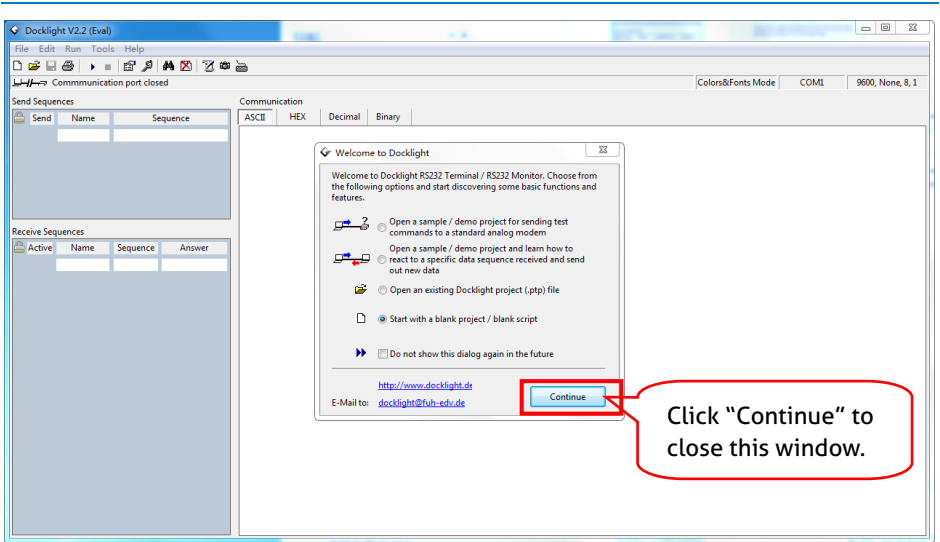 Docklight V2.2 (Eval)
File Edit Run Tools Help
Commmunication port closed
Colors&Fonts Mode COM1 9600, None, 8, 1
Send Sequences
Send Name Sequence
Communication
ASCII HEX Decimal Binary
Welcome to Docklight
Welcome to Docklight RS232 Terminal / RS232 Monitor. Choose from
the following options and start discovering some basic functions and
features.
Open a sample / demo project for sending test
commands to a standard analog modem
Open a sample / demo project and learn how to
react to a specific data sequence received and send
out new data
Open an existing Docklight project (.ptp) file
Start with a blank project / blank script
Do not show this dialog again in the future
http://www.docklight.de
E-Mail to: docklight@fuh-edv.de
Continue
Receive Sequences
Active Name Sequence Answer
Click “Continue” to
close this window.